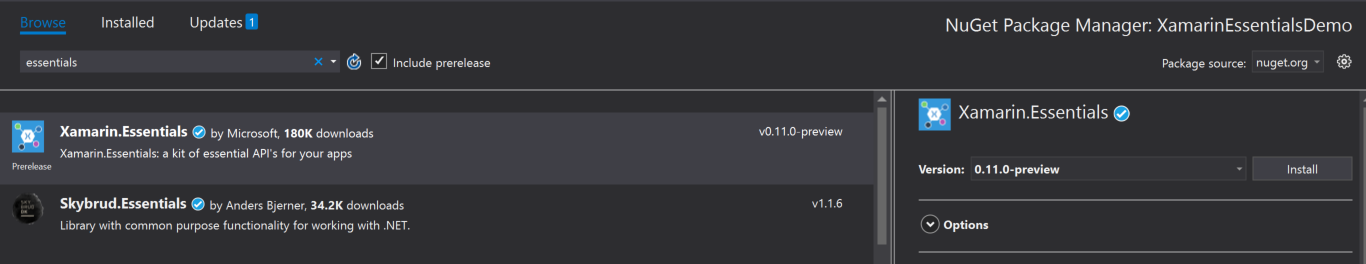 Browse Installed Updates 1
NuGet Package Manager: XamarinEssentialsDemo
essentials
Include prerelease
Package source: nuget.org
Xamarin.Essentials by Microsoft, 180K downloads
v0.11.0-preview
Xamarin.Essentials: a kit of essential API's for your apps
Prerelease
Skybrud.Essentials by Anders Bjerner, 34.2K downloads
v1.1.6
Library with common purpose functionality for working with .NET.
Xamarin.Essentials
Version: 0.11.0-preview
Install
Options